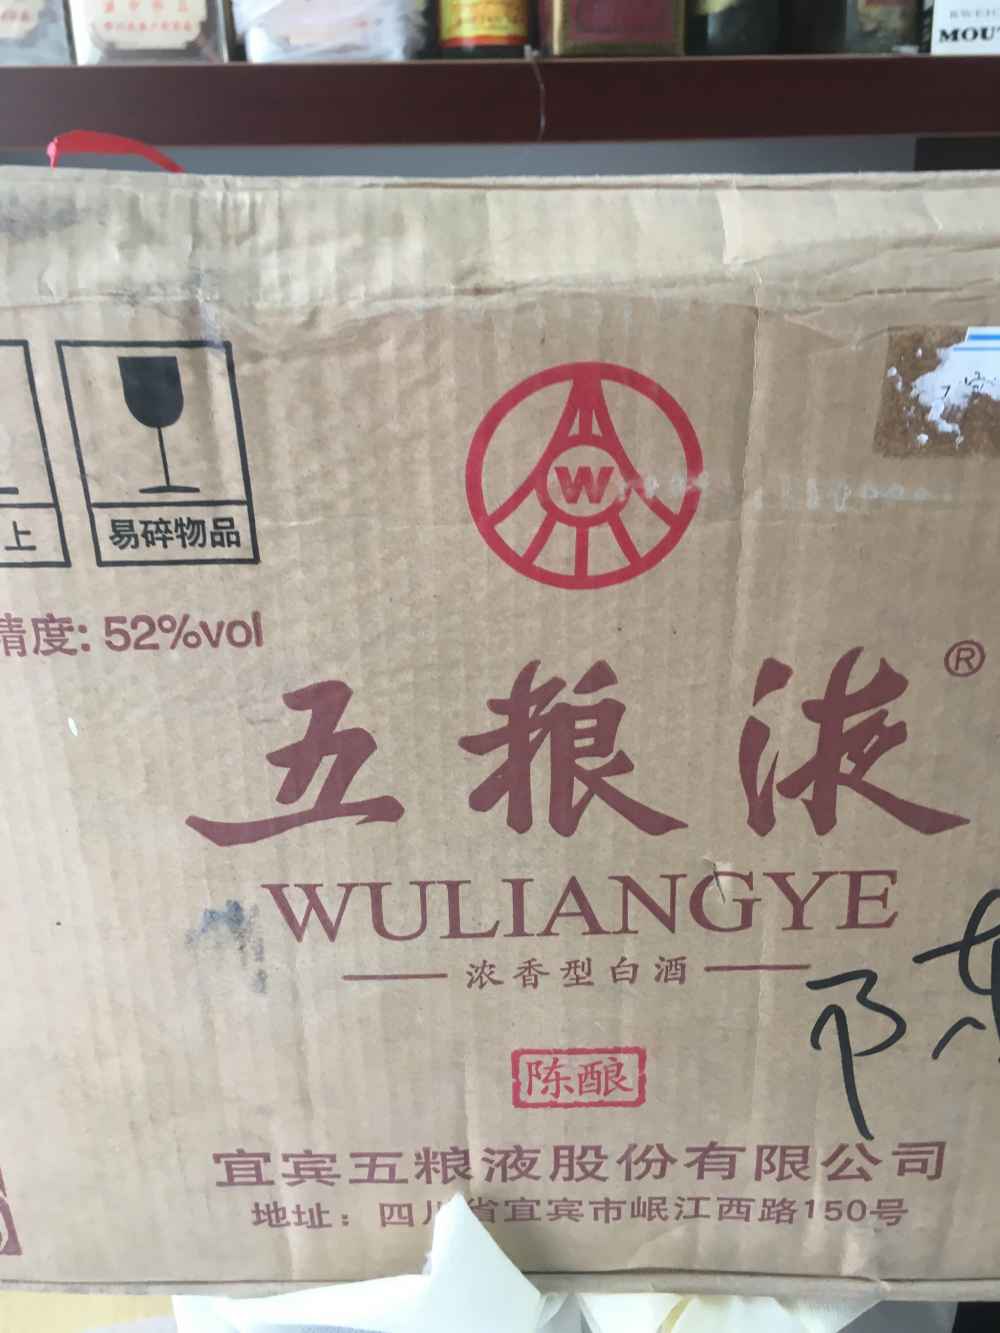 MOU
上
易碎物品
W
精度: 52%vol
五粮液®
WULIANGYE
浓香型白酒
陈
陈酿
宜宾五粮液股份有限公司
地址：四川省宜宾市岷江西路150号